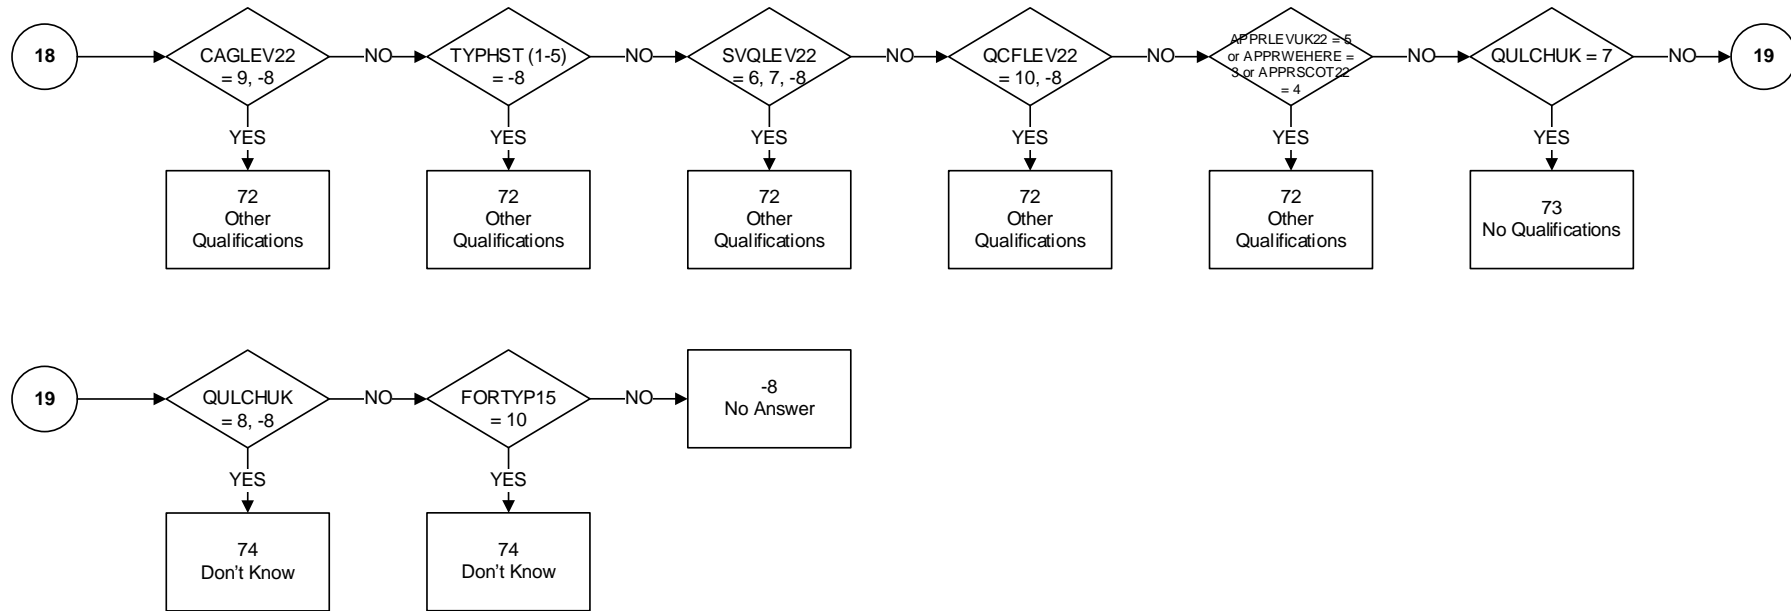 18
CAGLEV22
= 9, -8
NO
TYPHST (1-5)
= -8
NO
SVQLEV22
= 6, 7, -8
NO
QCFLEV22
= 10, -8
NO
APPRLEVUK22 = 5
or APPRWEHERE =
3 or APPRSCOT22
= 4
NO
QULCHUK = 7
NO
19
YES
YES
YES
YES
YES
YES
72
Other
Qualifications
72
Other
Qualifications
72
Other
Qualifications
72
Other
Qualifications
72
Other
Qualifications
73
No Qualifications
19
QULCHUK
= 8, -8
NO
FORTYP15
= 10
NO
-8
No Answer
YES
YES
74
Don't Know
74
Don't Know